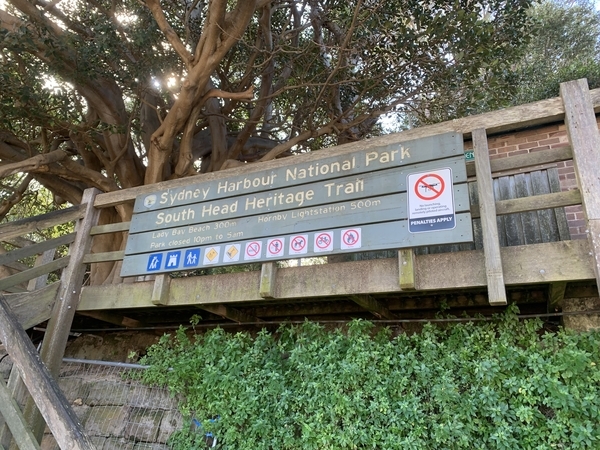 Sydney Harbour National Park
South Head Heritage Trail
Lady Bay Beach 300m Hornby Lightstation 500m
Park closed 10pm to 5am
PENALTIES APPLY